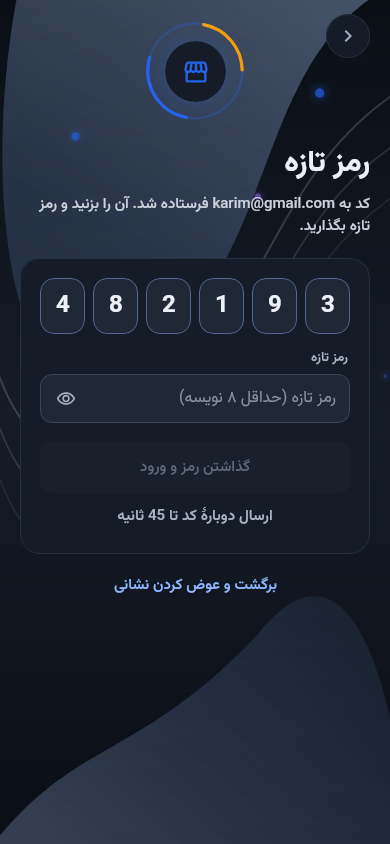 رمز تازه
کد به karim@gmail.com فرستاده شد. آن را بزنید و رمز
تازه بگذارید.
4 8 2 1 9 3
رمز تازه
رمز تازه (حداقل ۸ نویسه)
گذاشتن رمز و ورود
ارسال دوبارهٔ کد تا 45 ثانیه
برگشت و عوض کردن نشانی